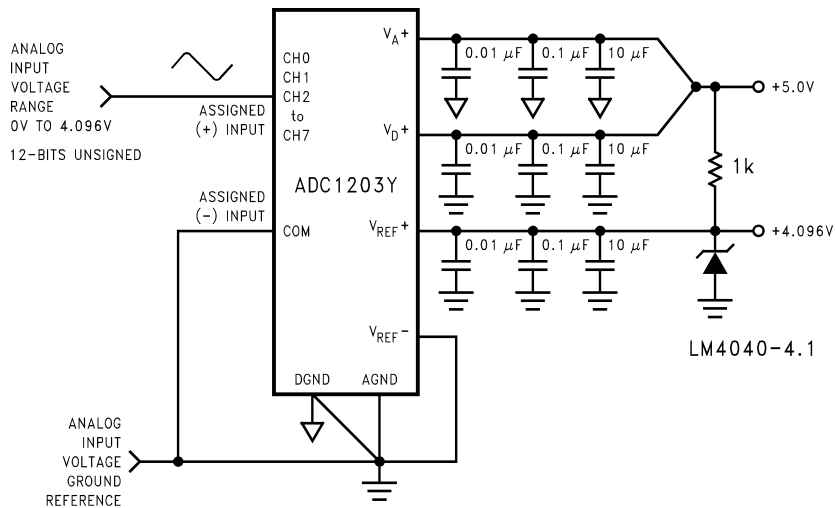 ANALOG
INPUT
VOLTAGE
RANGE
0V TO 4.096V
12-BITS UNSIGNED
ASSIGNED
(+) INPUT
ASSIGNED
(-) INPUT
CH0
CH1
CH2
to
CH7
ADC1203Y
COM
VA+
VD+
VREF+
VREF-
DGND
AGND
0.01 μF
0.1 μF
10 μF
0.01 μF
0.1 μF
10 μF
0.01 μF
0.1 μF
10 μF
+5.0V
1k
+4.096V
LM4040-4.1
ANALOG
INPUT
VOLTAGE
GROUND
REFERENCE